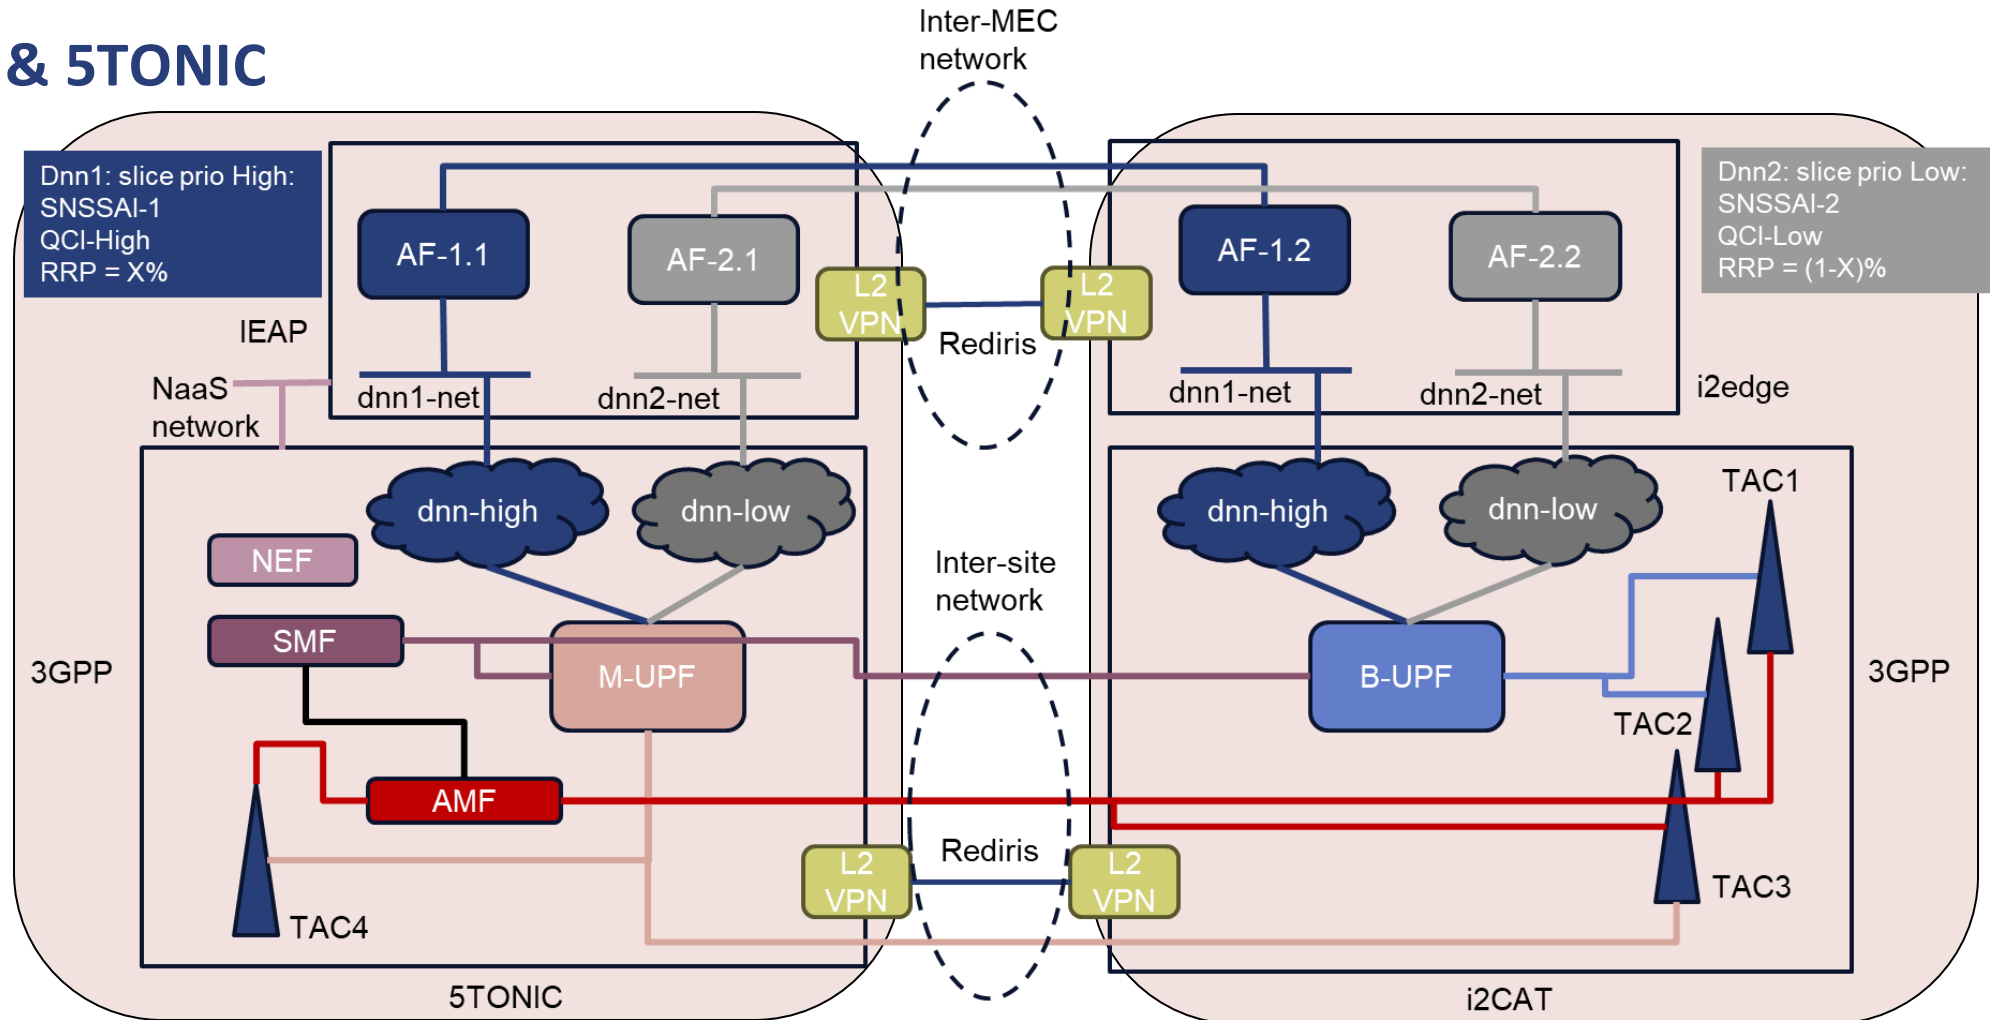 & 5TONIC
Inter-MEC
network
Dnn1: slice prio High:
SNSSAI-1
QCI-High
RRP = X%
Dnn2: slice prio Low:
SNSSAI-2
QCI-Low
RRP = (1-X)%
AF-1.1
AF-2.1
AF-1.2
AF-2.2
L2
VPN
L2
VPN
Rediris
IEAP
NaaS
network
dnn1-net
dnn2-net
dnn1-net
dnn2-net
i2edge
dnn-high
dnn-low
dnn-high
dnn-low
TAC1
NEF
Inter-site
network
SMF
3GPP
M-UPF
B-UPF
3GPP
TAC2
AMF
Rediris
L2
VPN
L2
VPN
TAC3
TAC4
5TONIC
i2CAT